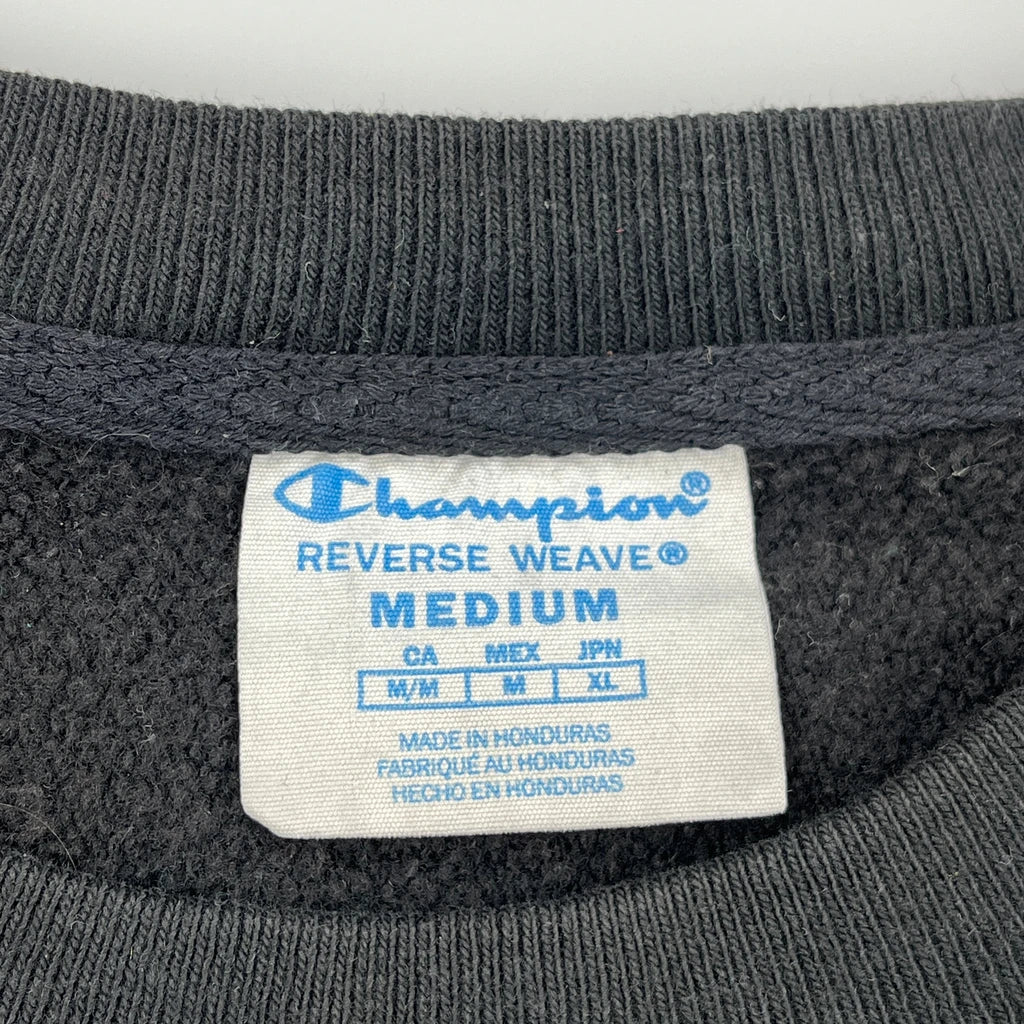 Champion®
REVERSE WEAVE®
MEDIUM
CA MEX JPN
M/M M XL
MADE IN HONDURAS
FABRIQUÉ AU HONDURAS
HECHO EN HONDURAS